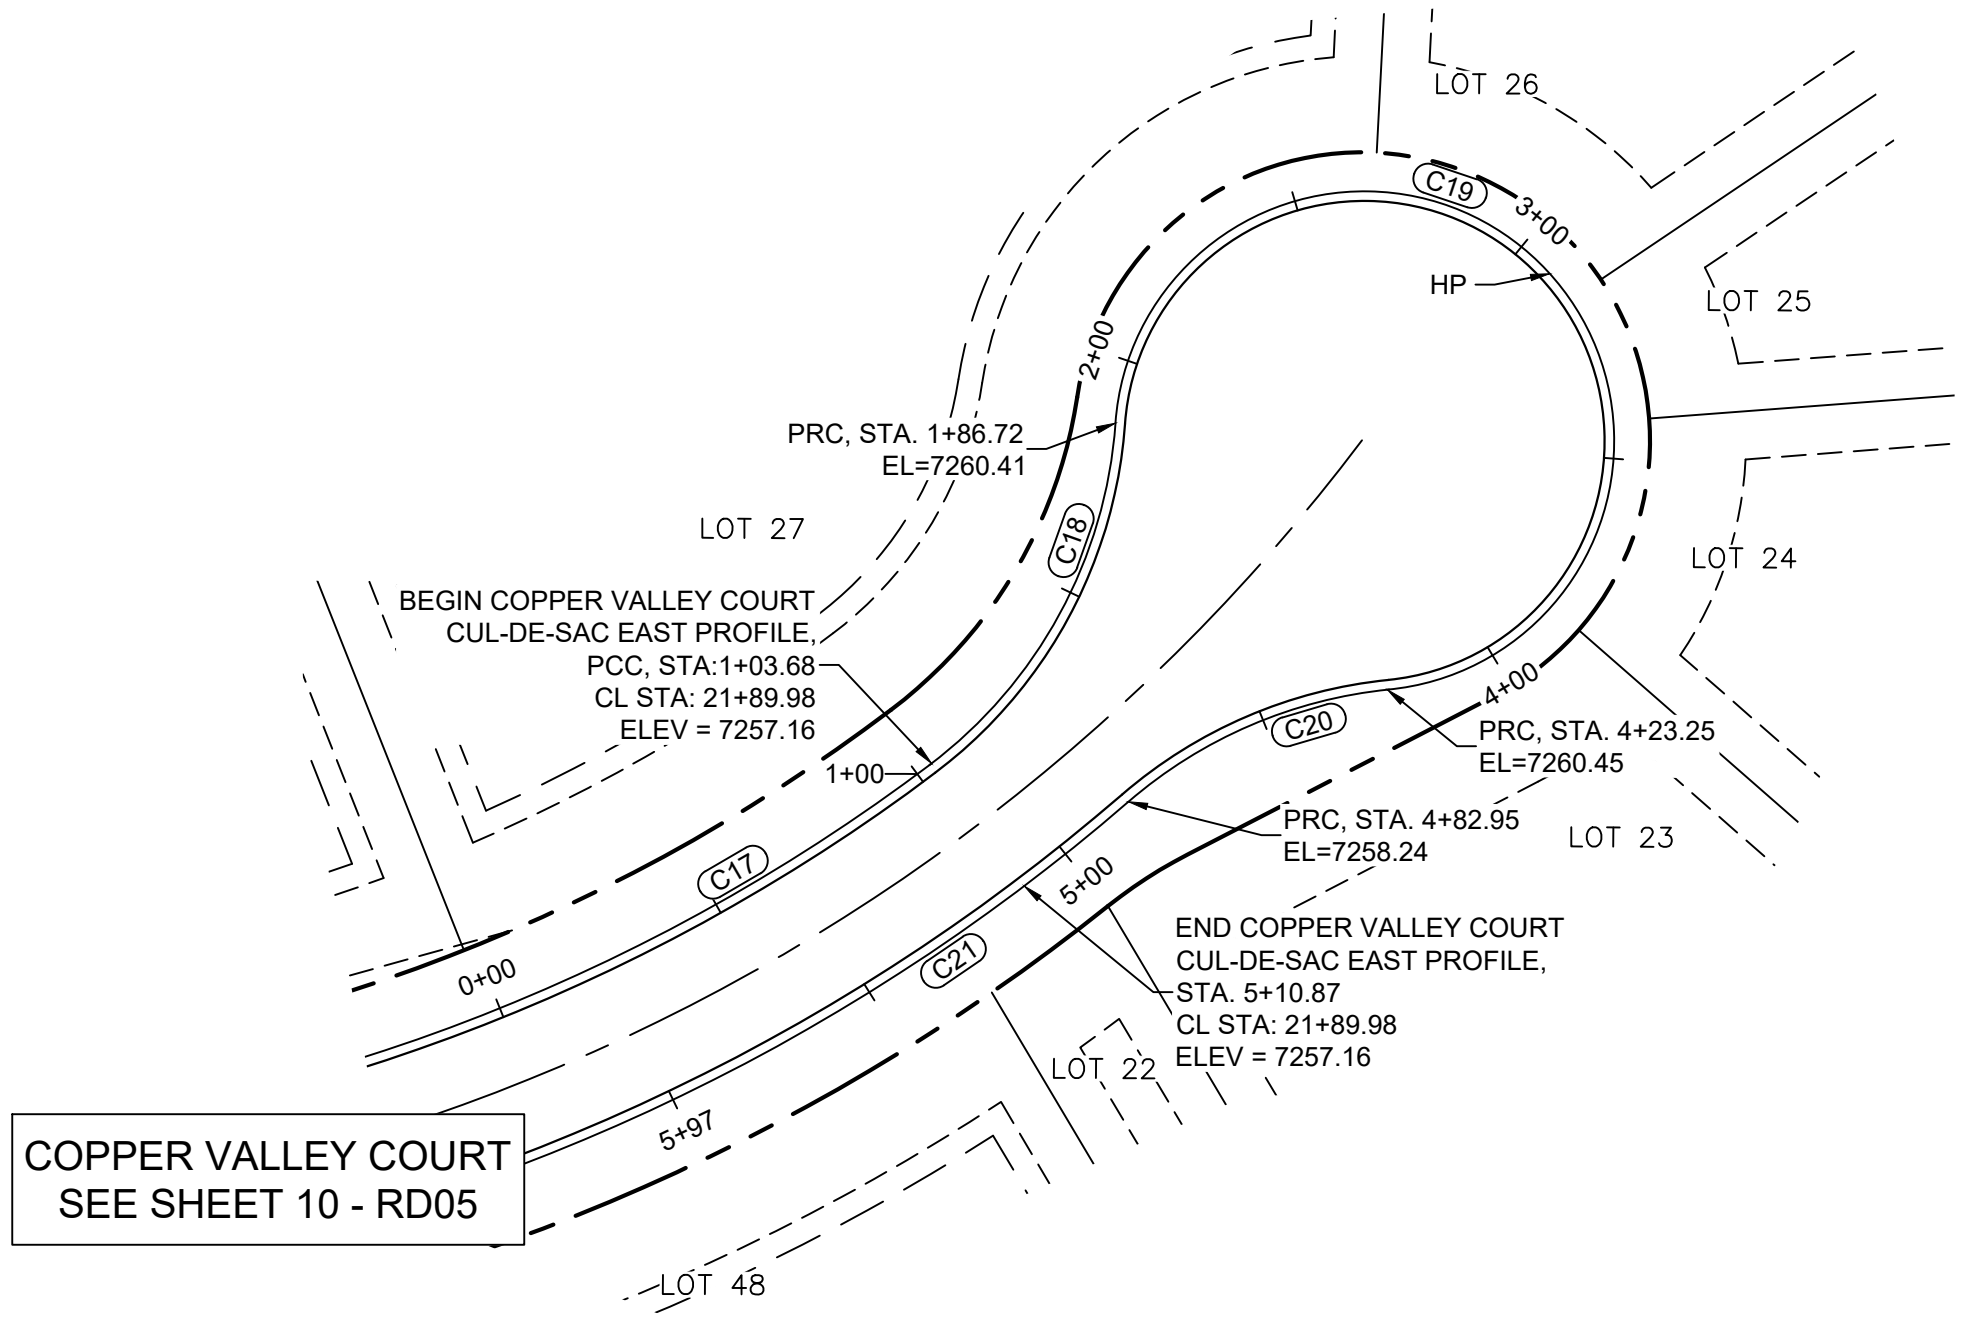 LOT 26
C19
3+00
HP
LOT 25
2+00
PRC, STA. 1+86.72
EL=7260.41
LOT 27
C18
LOT 24
BEGIN COPPER VALLEY COURT
CUL-DE-SAC EAST PROFILE,
PCC, STA:1+03.68
CL STA: 21+89.98
ELEV = 7257.16
1+00
4+00
C20
PRC, STA. 4+23.25
EL=7260.45
PRC, STA. 4+82.95
EL=7258.24
LOT 23
C17
5+00
END COPPER VALLEY COURT
CUL-DE-SAC EAST PROFILE,
STA. 5+10.87
CL STA: 21+89.98
ELEV = 7257.16
C21
0+00
LOT 22
5+97
COPPER VALLEY COURT
SEE SHEET 10 - RD05
LOT 48